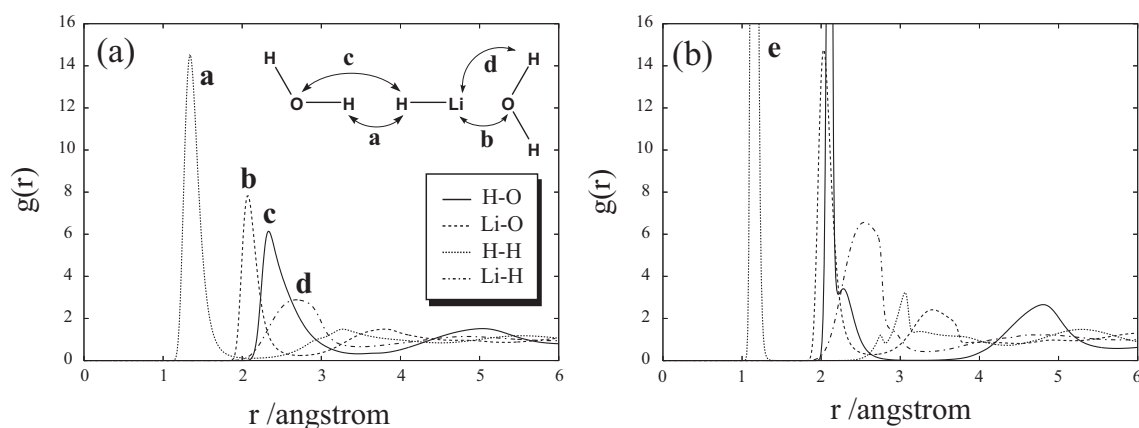 (a)
g(r)
16
14
12
10
8
6
4
2
0
0 1 2 3 4 5 6
r /angstrom
a
b
c
d
H
c
O H H Li O
a
b
d
H
H
H-O
Li-O
H-H
Li-H
(b)
g(r)
16
14
12
10
8
6
4
2
0
0 1 2 3 4 5 6
r /angstrom
e